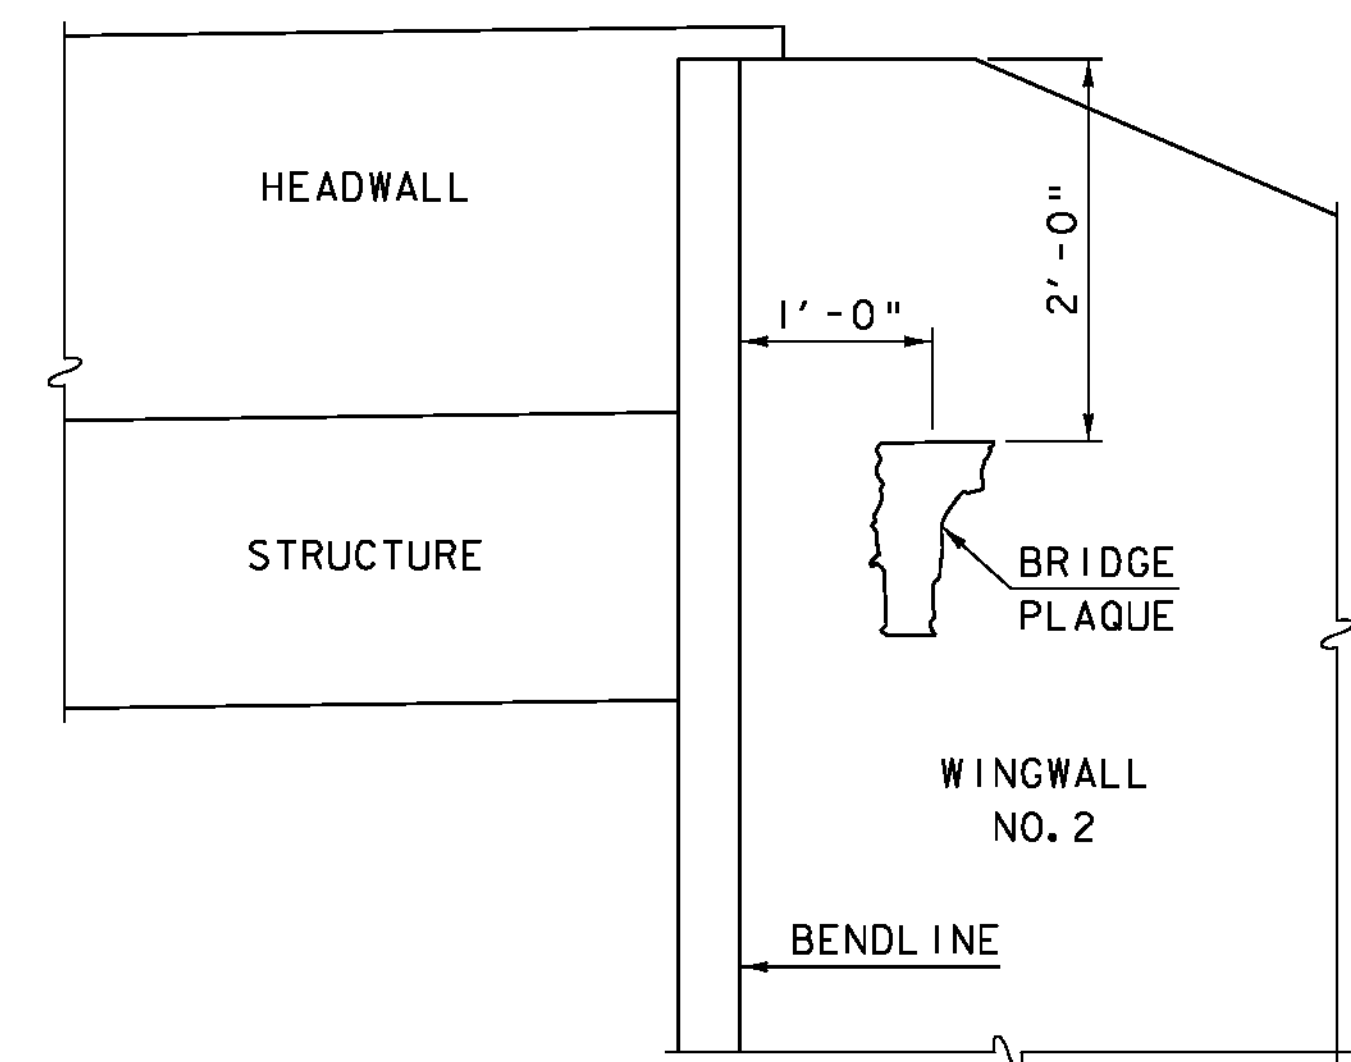 HEADWALL
2'-0"
1'-0"
STRUCTURE
BRIDGE
PLAQUE
WINGWALL
NO. 2
BENDLINE